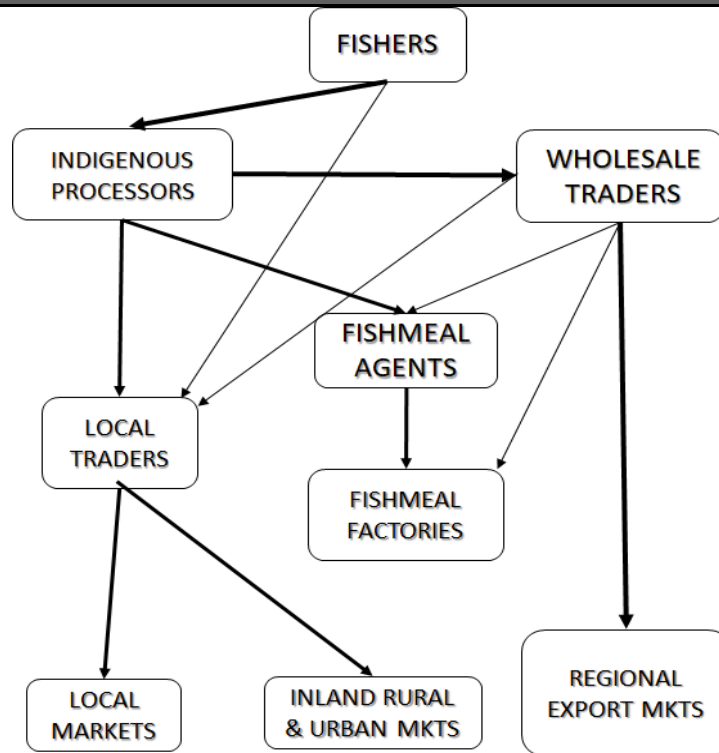 FISHERS
INDIGENOUS
PROCESSORS
WHOLESALE
TRADERS
FISHMEAL
AGENTS
LOCAL
TRADERS
FISHMEAL
FACTORIES
LOCAL
MARKETS
INLAND RURAL
& URBAN MKTS
REGIONAL
EXPORT MKTS